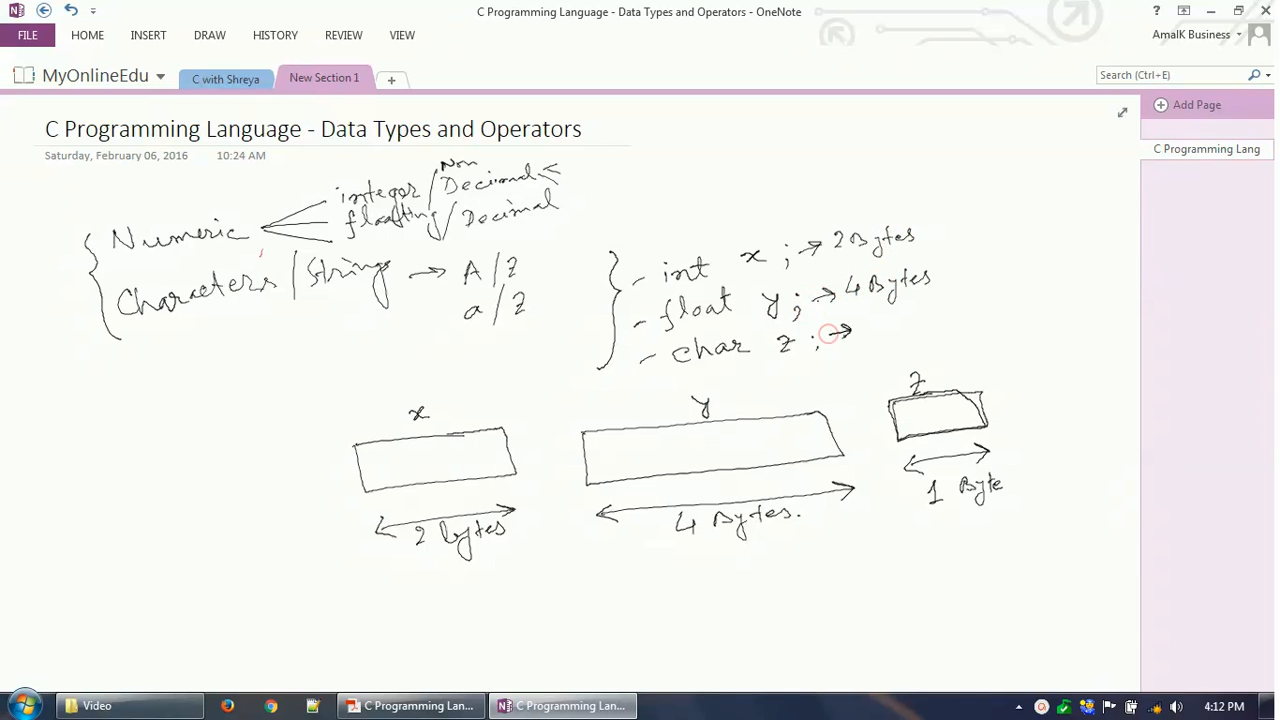 C Programming Language - Data Types and Operators - OneNote
FILE HOME INSERT DRAW HISTORY REVIEW VIEW
AmalK Business
MyOnlineEdu
C with Shreya
New Section 1
Search (Ctrl+E)
Add Page
C Programming Lang
C Programming Language - Data Types and Operators
Saturday, February 06, 2016 10:24 AM
Numeric
integer / Non Decimal
floating / Decimal
Characters / String → A/Z
a/z
- int x ; → 2 Bytes
- float y ; → 4 Bytes
- char z ; →
x
y
z
2 bytes
4 Bytes.
1 Byte
Video
C Programming Lan...
C Programming Lan...
4:12 PM